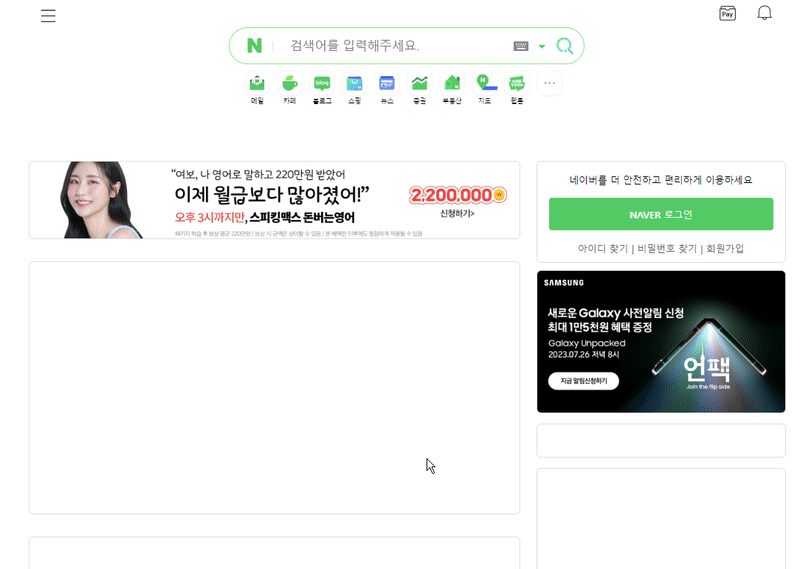 Pay
N
검색어를 입력해주세요.
메일
카페
블로그
쇼핑
뉴스
증권
부동산
지도
웹툰
blog
“여보, 나 영어로 말하고 220만원 받았어
이제 월급보다 많아졌어!”
오후 3시까지만, 스피킹맥스 돈버는영어
2,200,000
신청하기>
네이버를 더 안전하고 편리하게 이용하세요
NAVER 로그인
아이디 찾기 | 비밀번호 찾기 | 회원가입
SAMSUNG
새로운 Galaxy 사전알림 신청
최대 1만5천원 혜택 증정
Galaxy Unpacked
2023.07.26 저녁 8시
지금 알림신청하기
언팩
Join the flip side